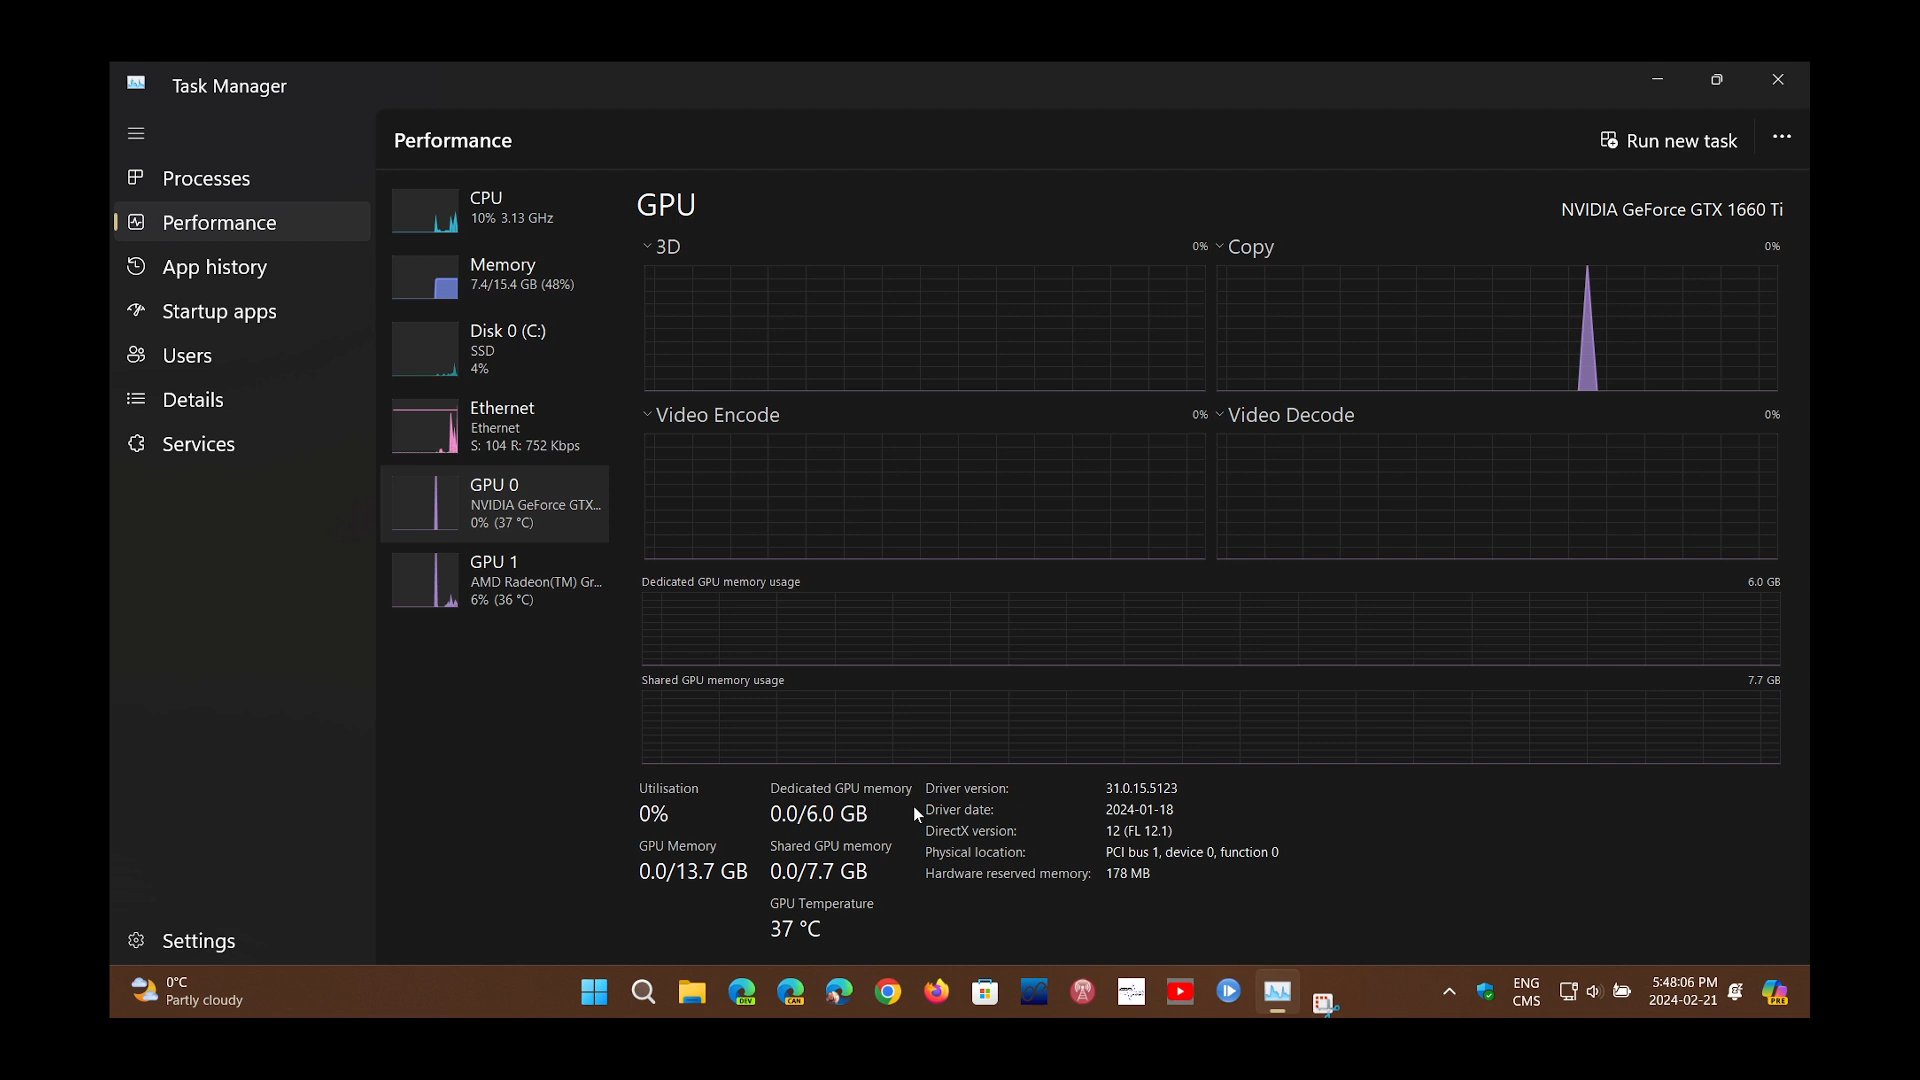 Task Manager
Performance
Run new task
Processes
Performance
App history
Startup apps
Users
Details
Services
Settings
CPU
10% 3.13 GHz
Memory
7.4/15.4 GB (48%)
Disk 0 (C:)
SSD
4%
Ethernet
Ethernet
S: 104 R: 752 Kbps
GPU 0
NVIDIA GeForce GTX...
0% (37 °C)
GPU 1
AMD Radeon(TM) Gr...
6% (36 °C)
GPU
NVIDIA GeForce GTX 1660 Ti
3D 0%
Copy 0%
Video Encode 0%
Video Decode 0%
Dedicated GPU memory usage 6.0 GB
Shared GPU memory usage 7.7 GB
Utilisation
0%
Dedicated GPU memory
0.0/6.0 GB
GPU Memory
0.0/13.7 GB
Shared GPU memory
0.0/7.7 GB
GPU Temperature
37 °C
Driver version: 31.0.15.5123
Driver date: 2024-01-18
DirectX version: 12 (FL 12.1)
Physical location: PCI bus 1, device 0, function 0
Hardware reserved memory: 178 MB
0°C
Partly cloudy
DEV
CAN
ENG
CMS
5:48:06 PM
2024-02-21
PRE